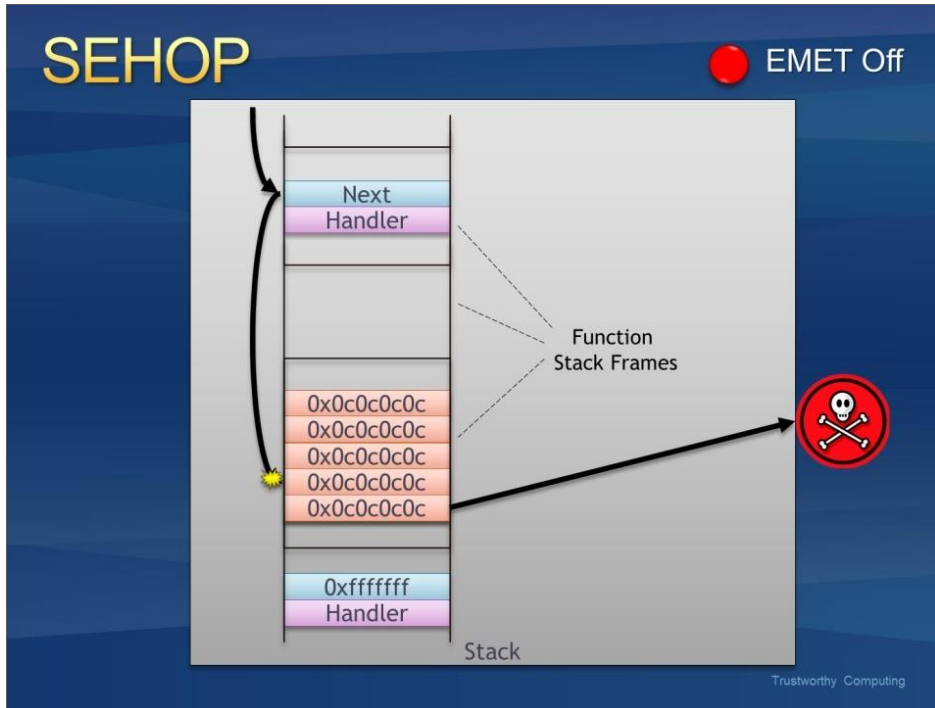 SEHOP
EMET Off
Next
Handler
Function
Stack Frames
0x0c0c0c0c
0x0c0c0c0c
0x0c0c0c0c
0x0c0c0c0c
0x0c0c0c0c
0xfffffff
Handler
Stack
Trustworthy Computing